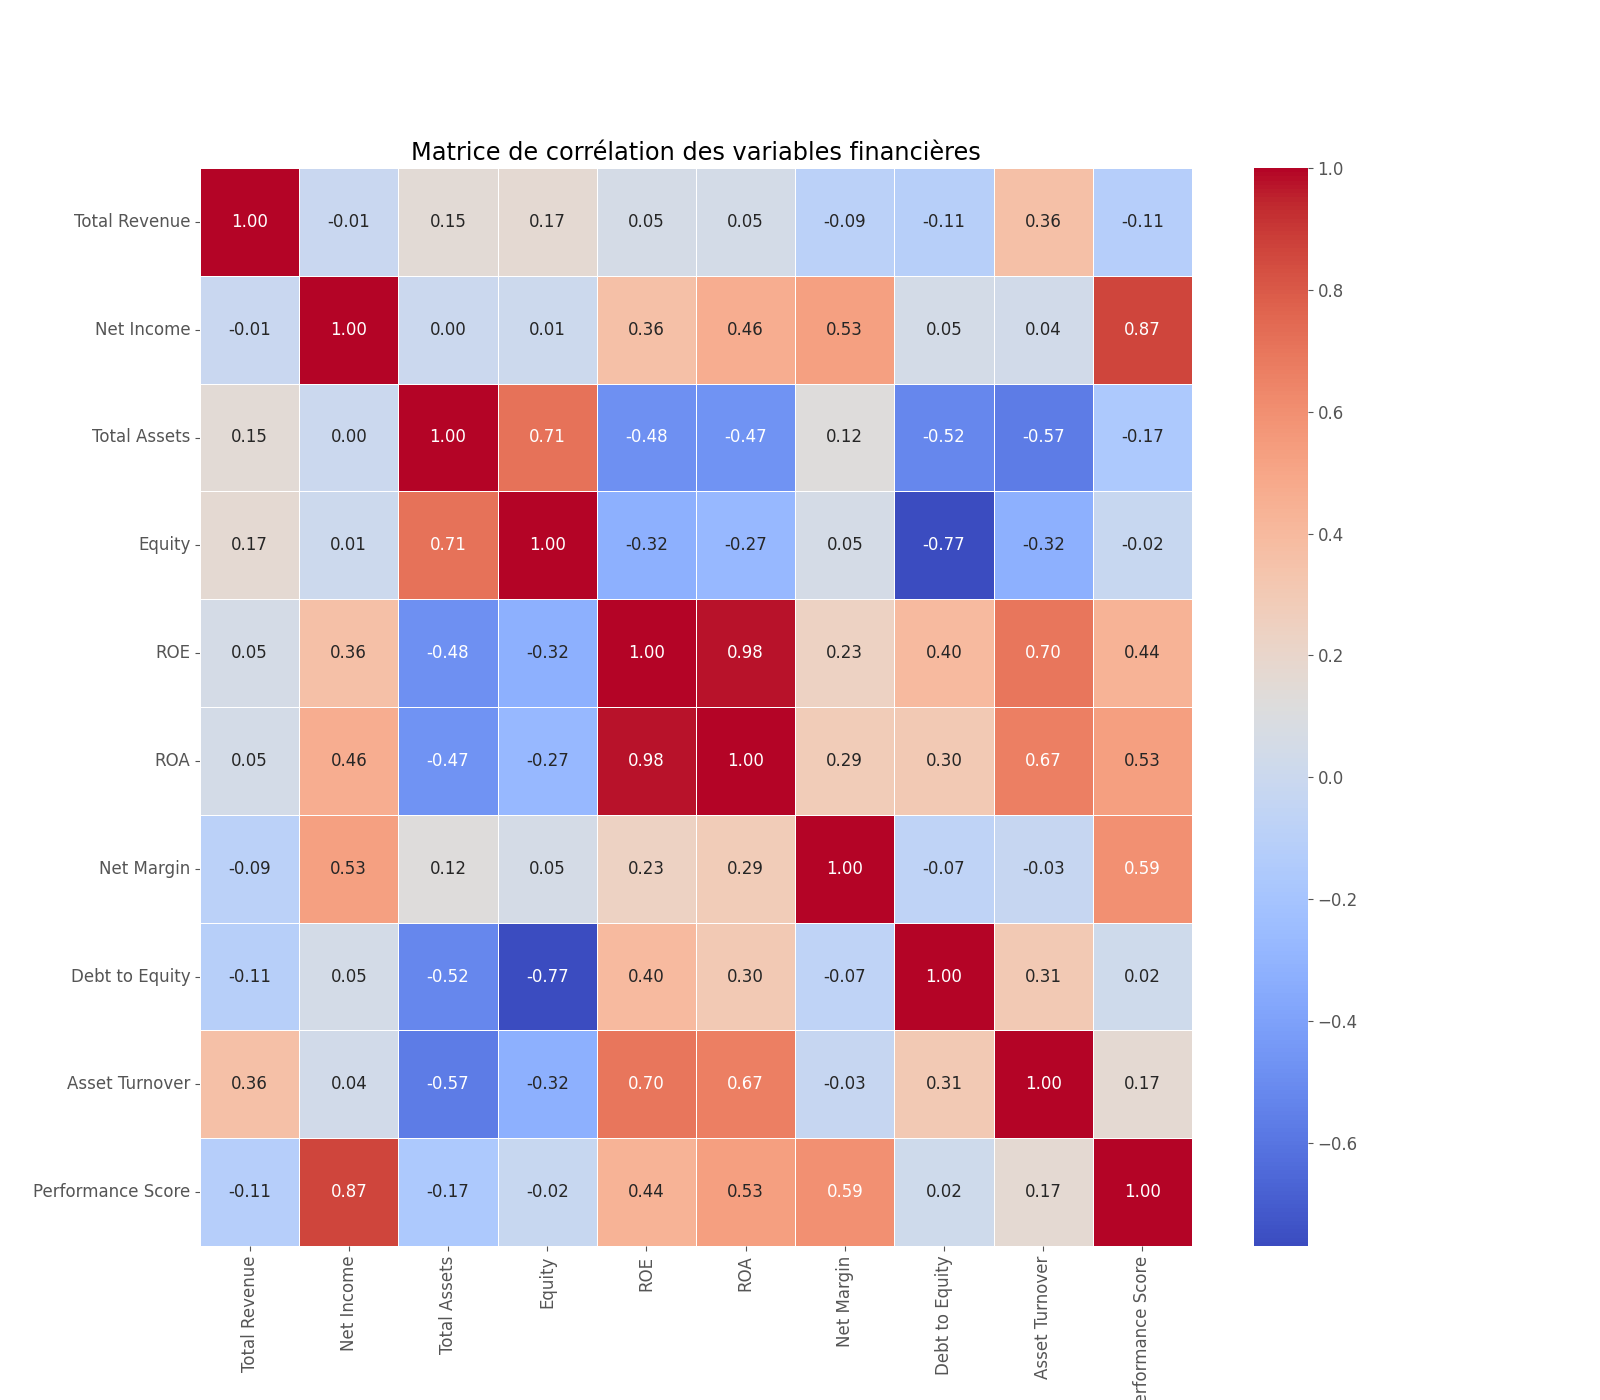 Matrice de corrélation des variables financières
Total Revenue 1.00 -0.01 0.15 0.17 0.05 0.05 -0.09 -0.11 0.36 -0.11
Net Income -0.01 1.00 0.00 0.01 0.36 0.46 0.53 0.05 0.04 0.87
Total Assets 0.15 0.00 1.00 0.71 -0.48 -0.47 0.12 -0.52 -0.57 -0.17
Equity 0.17 0.01 0.71 1.00 -0.32 -0.27 0.05 -0.77 -0.32 -0.02
ROE 0.05 0.36 -0.48 -0.32 1.00 0.98 0.23 0.40 0.70 0.44
ROA 0.05 0.46 -0.47 -0.27 0.98 1.00 0.29 0.30 0.67 0.53
Net Margin -0.09 0.53 0.12 0.05 0.23 0.29 1.00 -0.07 -0.03 0.59
Debt to Equity -0.11 0.05 -0.52 -0.77 0.40 0.30 -0.07 1.00 0.31 0.02
Asset Turnover 0.36 0.04 -0.57 -0.32 0.70 0.67 -0.03 0.31 1.00 0.17
Performance Score -0.11 0.87 -0.17 -0.02 0.44 0.53 0.59 0.02 0.17 1.00
Total Revenue
Net Income
Total Assets
Equity
ROE
ROA
Net Margin
Debt to Equity
Asset Turnover
erformance Score
1.0
0.8
0.6
0.4
0.2
0.0
−0.2
−0.4
−0.6